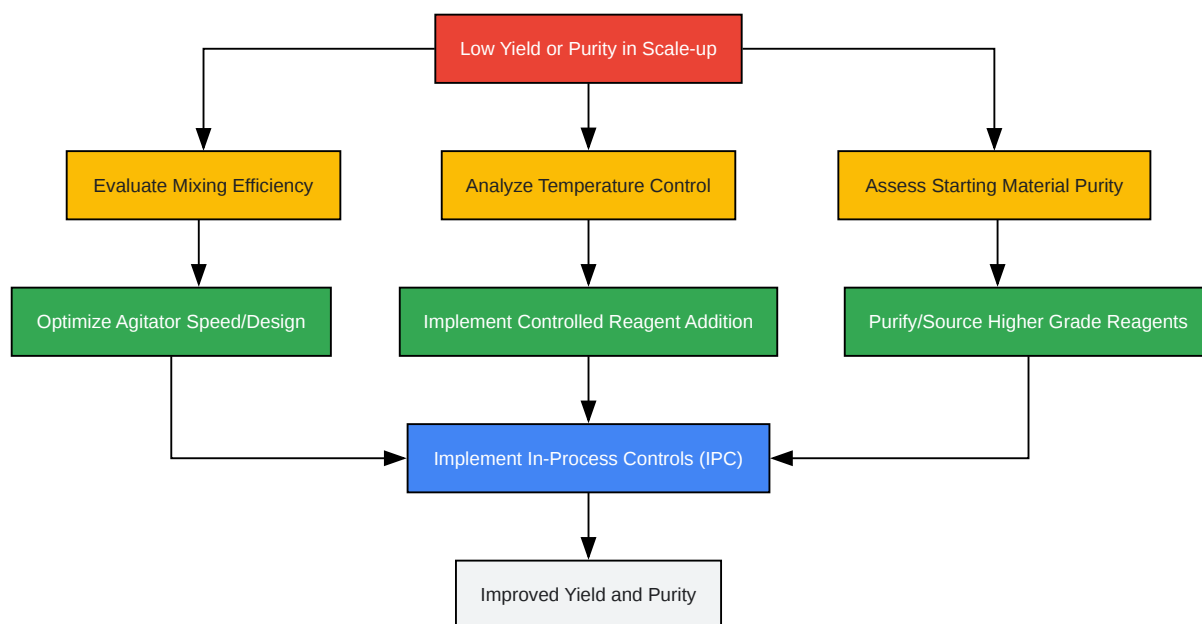 Low Yield or Purity in Scale-up
Evaluate Mixing Efficiency
Analyze Temperature Control
Assess Starting Material Purity
Optimize Agitator Speed/Design
Implement Controlled Reagent Addition
Purify/Source Higher Grade Reagents
Implement In-Process Controls (IPC)
Improved Yield and Purity